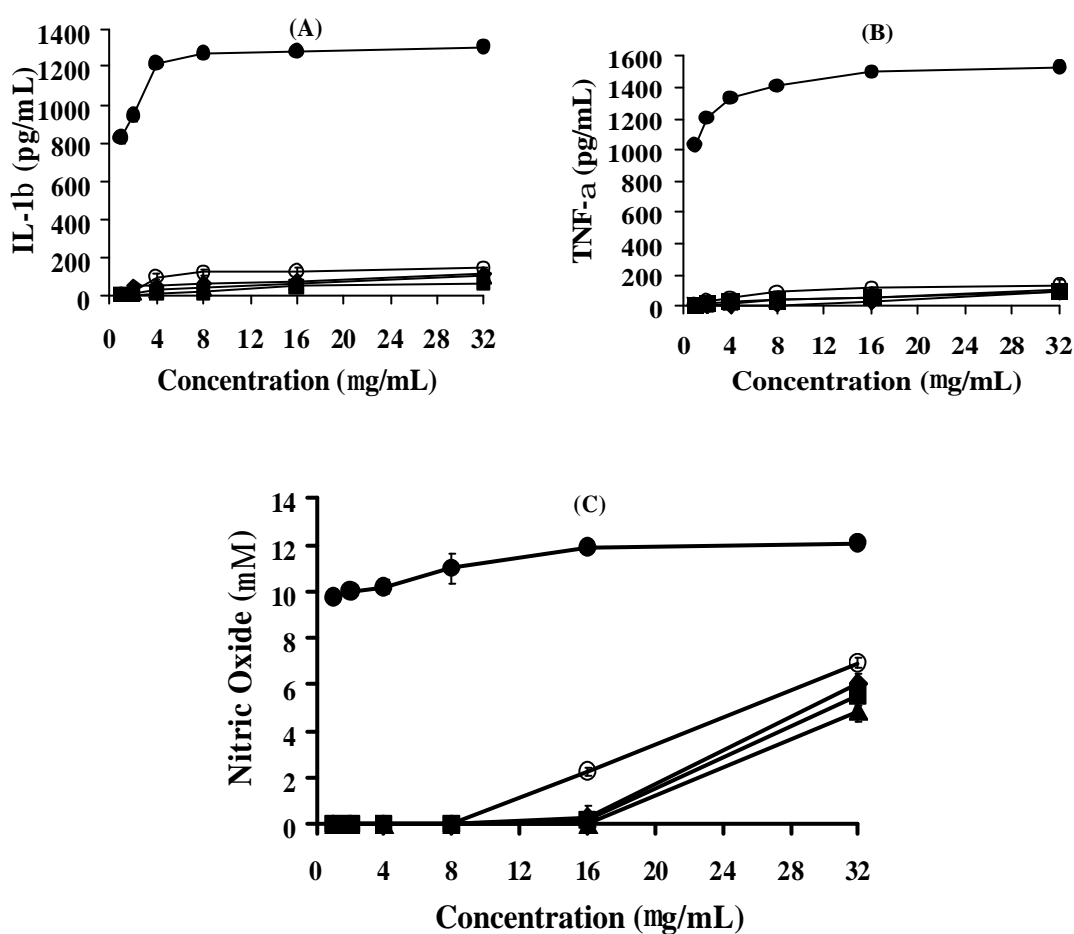 (A)
1400
1200
1000
800
600
400
200
0
IL-1b (pg/mL)
0 4 8 12 16 20 24 28 32
Concentration (mg/mL)
(B)
1600
1400
1200
1000
800
600
400
200
0
TNF-a (pg/mL)
0 4 8 12 16 20 24 28 32
Concentration (mg/mL)
(C)
14
12
10
8
6
4
2
0
Nitric Oxide (mM)
0 4 8 12 16 20 24 28 32
Concentration (mg/mL)